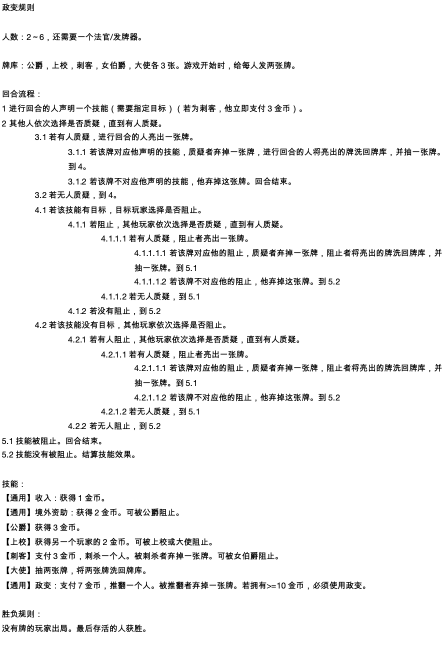 政变规则
人数：2～6，还需要一个法官/发牌器。
牌库：公爵，上校，刺客，女伯爵，大使各 3 张。游戏开始时，给每人发两张牌。
回合流程：
1 进行回合的人声明一个技能（需要指定目标）（若为刺客，他立即支付 3 金币）。
2 其他人依次选择是否质疑，直到有人质疑。
3.1 若有人质疑，进行回合的人亮出一张牌。
3.1.1 若该牌对应他声明的技能，质疑者弃掉一张牌，进行回合的人将亮出的牌洗回牌库，并抽一张牌。
到 4。
3.1.2 若该牌不对应他声明的技能，他弃掉这张牌。回合结束。
3.2 若无人质疑，到 4。
4.1 若该技能有目标，目标玩家选择是否阻止。
4.1.1 若阻止，其他玩家依次选择是否质疑，直到有人质疑。
4.1.1.1 若有人质疑，阻止者亮出一张牌。
4.1.1.1.1 若该牌对应他的阻止，质疑者弃掉一张牌，阻止者将亮出的牌洗回牌库，并
抽一张牌。到 5.1
4.1.1.1.2 若该牌不对应他的阻止，他弃掉这张牌。到 5.2
4.1.1.2 若无人质疑，到 5.1
4.1.2 若没有阻止，到 5.2
4.2 若该技能没有目标，其他玩家依次选择是否阻止。
4.2.1 若有人阻止，其他玩家依次选择是否质疑，直到有人质疑。
4.2.1.1 若有人质疑，阻止者亮出一张牌。
4.2.1.1.1 若该牌对应他的阻止，质疑者弃掉一张牌，阻止者将亮出的牌洗回牌库，并
抽一张牌。到 5.1
4.2.1.1.2 若该牌不对应他的阻止，他弃掉这张牌。到 5.2
4.2.1.2 若无人质疑，到 5.1
4.2.2 若无人阻止，到 5.2
5.1 技能被阻止。回合结束。
5.2 技能没有被阻止。结算技能效果。
技能：
【通用】收入：获得 1 金币。
【通用】境外资助：获得 2 金币。可被公爵阻止。
【公爵】获得 3 金币。
【上校】获得另一个玩家的 2 金币。可被上校或大使阻止。
【刺客】支付 3 金币，刺杀一个人。被刺杀者弃掉一张牌。可被女伯爵阻止。
【大使】抽两张牌，将两张牌洗回牌库。
【通用】政变：支付 7 金币，推翻一个人。被推翻者弃掉一张牌。若拥有>=10 金币，必须使用政变。
胜负规则：
没有牌的玩家出局。最后存活的人获胜。